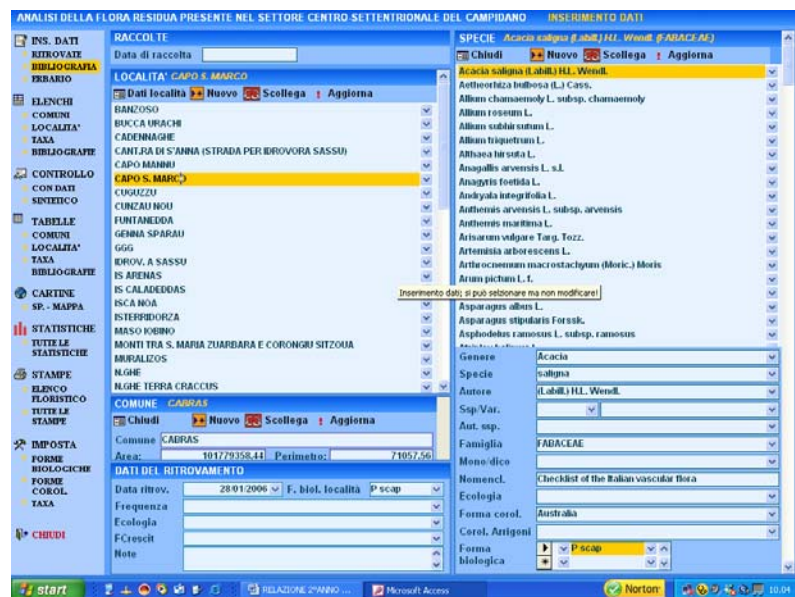 ANALISI DELLA FLORA RESIDUA PRESENTE NEL SETTORE CENTRO SETTENTRIONALE DEL CAMPIDANO INSERIMENTO DATI
INS. DATI
RITROVATE
BIBLIOGRAFIA
ERBARIO
ELENCHI
COMUNI
LOCALITA'
TAXA
BIBLIOGRAFIE
CONTROLLO
CON DATI
SINTETICO
TABELLE
COMUNI
LOCALITA'
TAXA
BIBLIOGRAFIE
CARTINE
SP. - MAPPA
STATISTICHE
TUTTE LE
STATISTICHE
STAMPE
ELENCO
FLORISTICO
TUTTE LE
STAMPE
IMPOSTA
FORME
BIOLOGICHE
FORME
COROL.
TAXA
CHIUDI
RACCOLTE
Data di raccolta
LOCALITA' CAPO S. MARCO
Dati località Nuovo Scollega Aggiorna
BANZOSO
BUCCA URACHI
CADENNAGHE
CANT.RA DI S'ANNA (STRADA PER IDROVORA SASSU)
CAPO MANNU
CAPO S. MARCO
CUGUZZU
CUNZAU NOU
FUNTANEDDA
GENNA SPARAU
GGG
IDROV. A SASSU
IS ARENAS
IS CALADEDDAS
ISCA NOA
ISTERRIDORZA
MASO IOBINO
MONTI TRA S. MARIA ZUARBARA E CORONGIU SITZOUA
MURALIZOS
N.GHE
N.GHE TERRA CRACCUS
COMUNE CABRAS
Chiudi Nuovo Scollega Aggiorna
Comune CABRAS
Area: 101779358,44 Perimetro: 71057,56
DATI DEL RITROVAMENTO
Data ritrov. 28/01/2006 F. biol. località P scap
Frequenza
Ecologia
FCrescit
Note
SPECIE Acacia saligna (Labill.) H.L. Wendl. (FABACEAE)
Chiudi Nuovo Scollega Aggiorna
Acacia saligna (Labill.) H.L. Wendl.
Aetheorhiza bulbosa (L.) Cass.
Allium chamaemoly L. subsp. chamaemoly
Allium roseum L.
Allium subhirsutum L.
Allium triquetrum L.
Althaea hirsuta L.
Anagallis arvensis L. s.l.
Anagyris foetida L.
Andryala integrifolia L.
Anthemis arvensis L. subsp. arvensis
Anthemis maritima L.
Arisarum vulgare Targ. Tozz.
Artemisia arborescens L.
Arthrocnemum macrostachyum (Moric.) Moris
Arum pictum L. f.
Inserimento dati; si può selzionare ma non modificare!
Asparagus albus L.
Asparagus stipularis Forssk.
Asphodelus ramosus L. subsp. ramosus
Genere Acacia
Specie saligna
Autore (Labill.) H.L. Wendl.
Ssp/Var.
Aut. ssp.
Famiglia FABACEAE
Mono/dico
Nomencl. Checklist of the Italian vascular flora
Ecologia
Forma corol. Australia
Corol. Arrigoni
Forma
biologica P scap
start RELAZIONE 2°ANNO ... Microsoft Access Norton 10.04